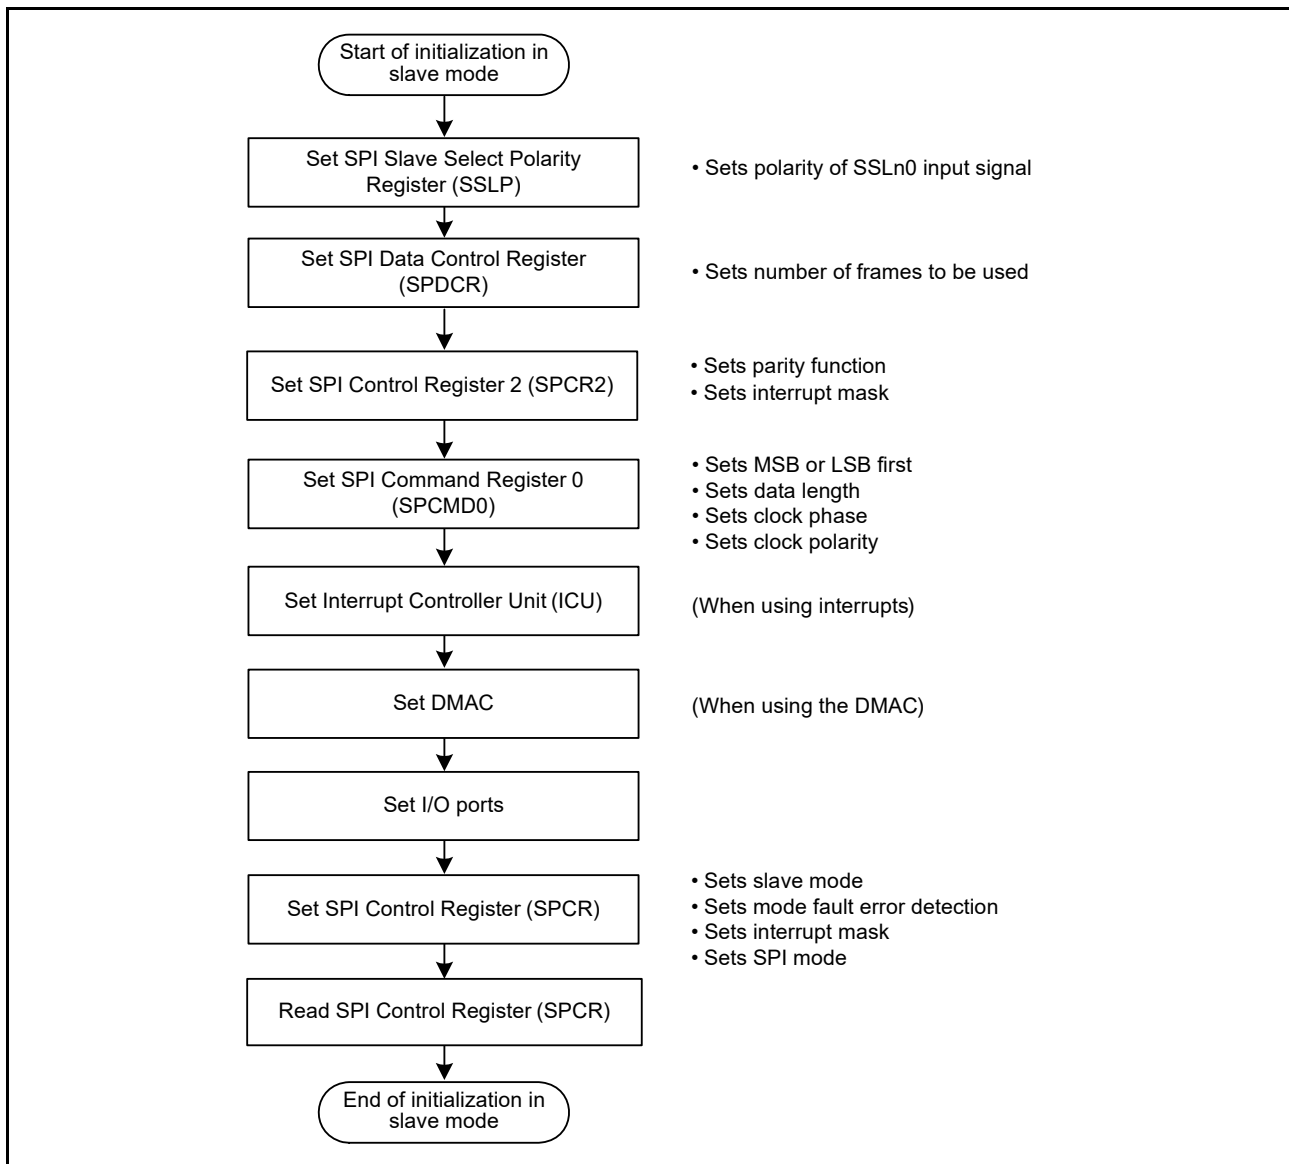 Start of initialization in
slave mode
Set SPI Slave Select Polarity
Register (SSLP)
• Sets polarity of SSLn0 input signal
Set SPI Data Control Register
(SPDCR)
• Sets number of frames to be used
Set SPI Control Register 2 (SPCR2)
• Sets parity function
• Sets interrupt mask
Set SPI Command Register 0
(SPCMD0)
• Sets MSB or LSB first
• Sets data length
• Sets clock phase
• Sets clock polarity
Set Interrupt Controller Unit (ICU)
(When using interrupts)
Set DMAC
(When using the DMAC)
Set I/O ports
Set SPI Control Register (SPCR)
• Sets slave mode
• Sets mode fault error detection
• Sets interrupt mask
• Sets SPI mode
Read SPI Control Register (SPCR)
End of initialization in
slave mode